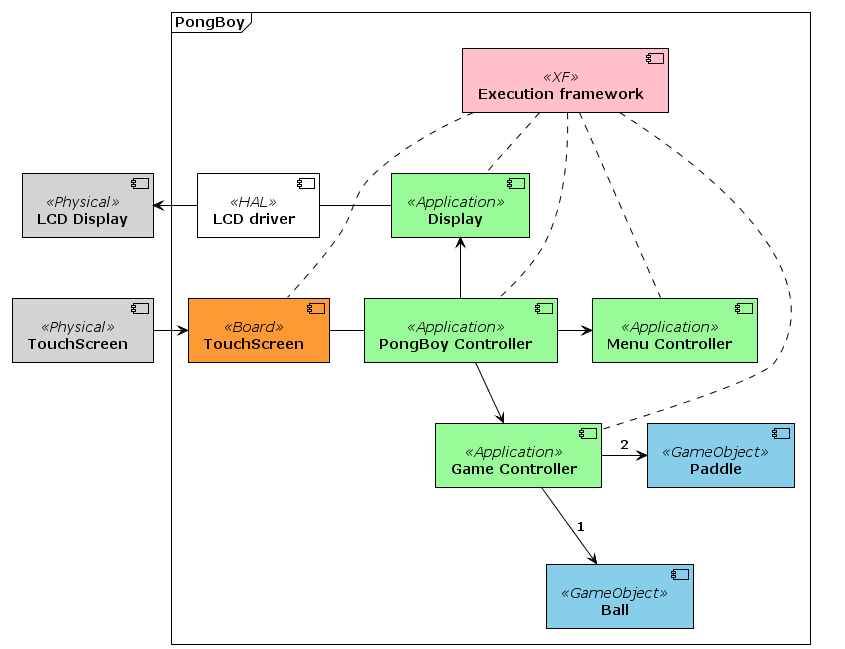 PongBoy
«XF»
Execution framework
«Physical»
LCD Display
«HAL»
LCD driver
«Application»
Display
«Physical»
TouchScreen
«Board»
TouchScreen
«Application»
PongBoy Controller
«Application»
Menu Controller
«Application»
Game Controller
2
«GameObject»
Paddle
1
«GameObject»
Ball